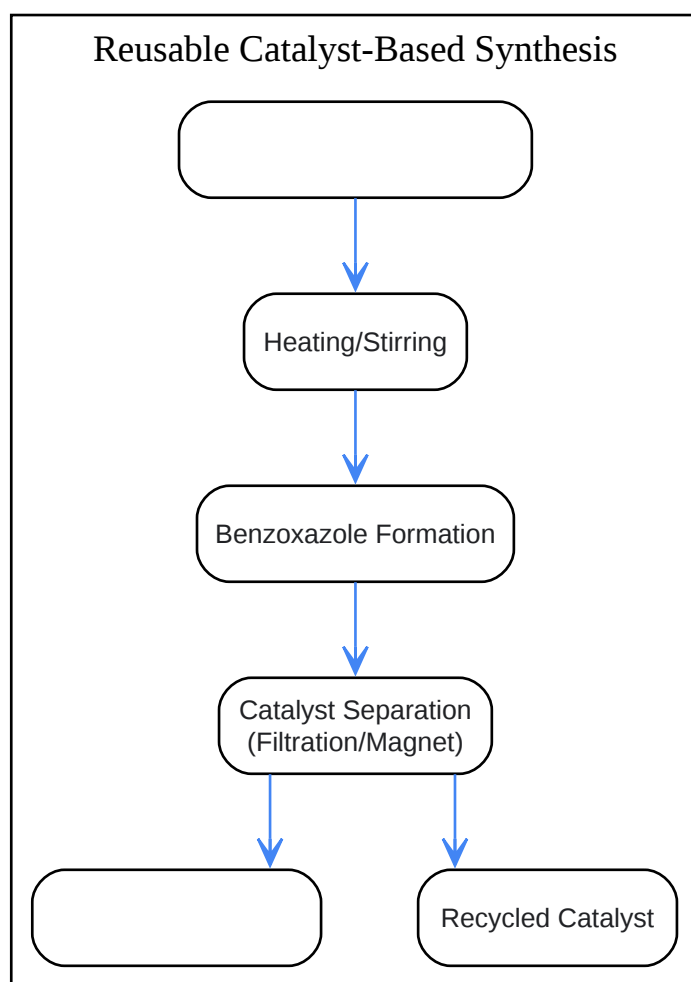 Reusable Catalyst-Based Synthesis
Heating/Stirring
Benzoxazole Formation
Catalyst Separation
(Filtration/Magnet)
Recycled Catalyst